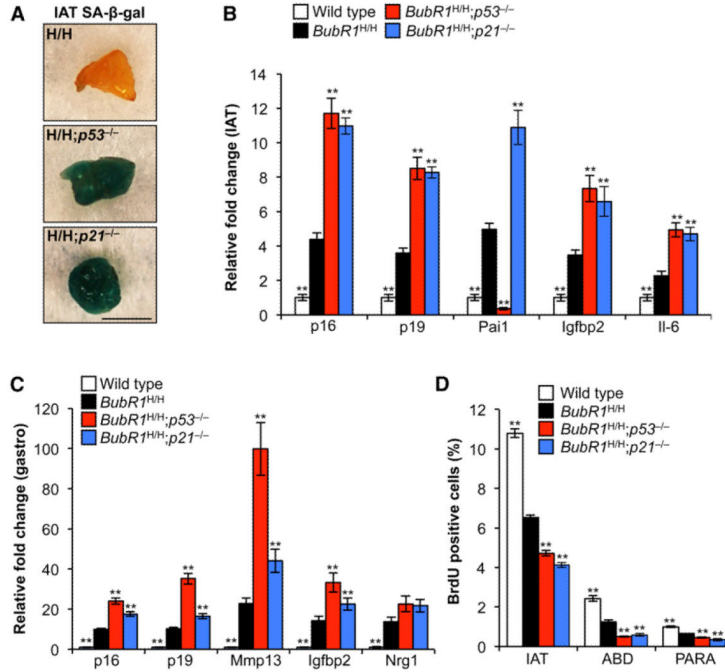 A
IAT SA-β-gal
H/H
H/H;p53−/−
H/H;p21−/−
B
Wild type
BubR1H/H
BubR1H/H;p53−/−
BubR1H/H;p21−/−
Relative fold change (IAT)
14
12
10
8
6
4
2
0
** ** ** ** ** ** ** ** ** ** ** ** ** ** **
p16 p19 Pai1 Igfbp2 Il-6
C
Wild type
BubR1H/H
BubR1H/H;p53−/−
BubR1H/H;p21−/−
Relative fold change (gastro)
120
100
80
60
40
20
0
** ** ** ** ** ** ** ** ** ** ** ** **
p16 p19 Mmp13 Igfbp2 Nrg1
D
Wild type
BubR1H/H
BubR1H/H;p53−/−
BubR1H/H;p21−/−
BrdU positive cells (%)
12
10
8
6
4
2
0
** ** ** ** ** ** ** ** **
IAT ABD PARA